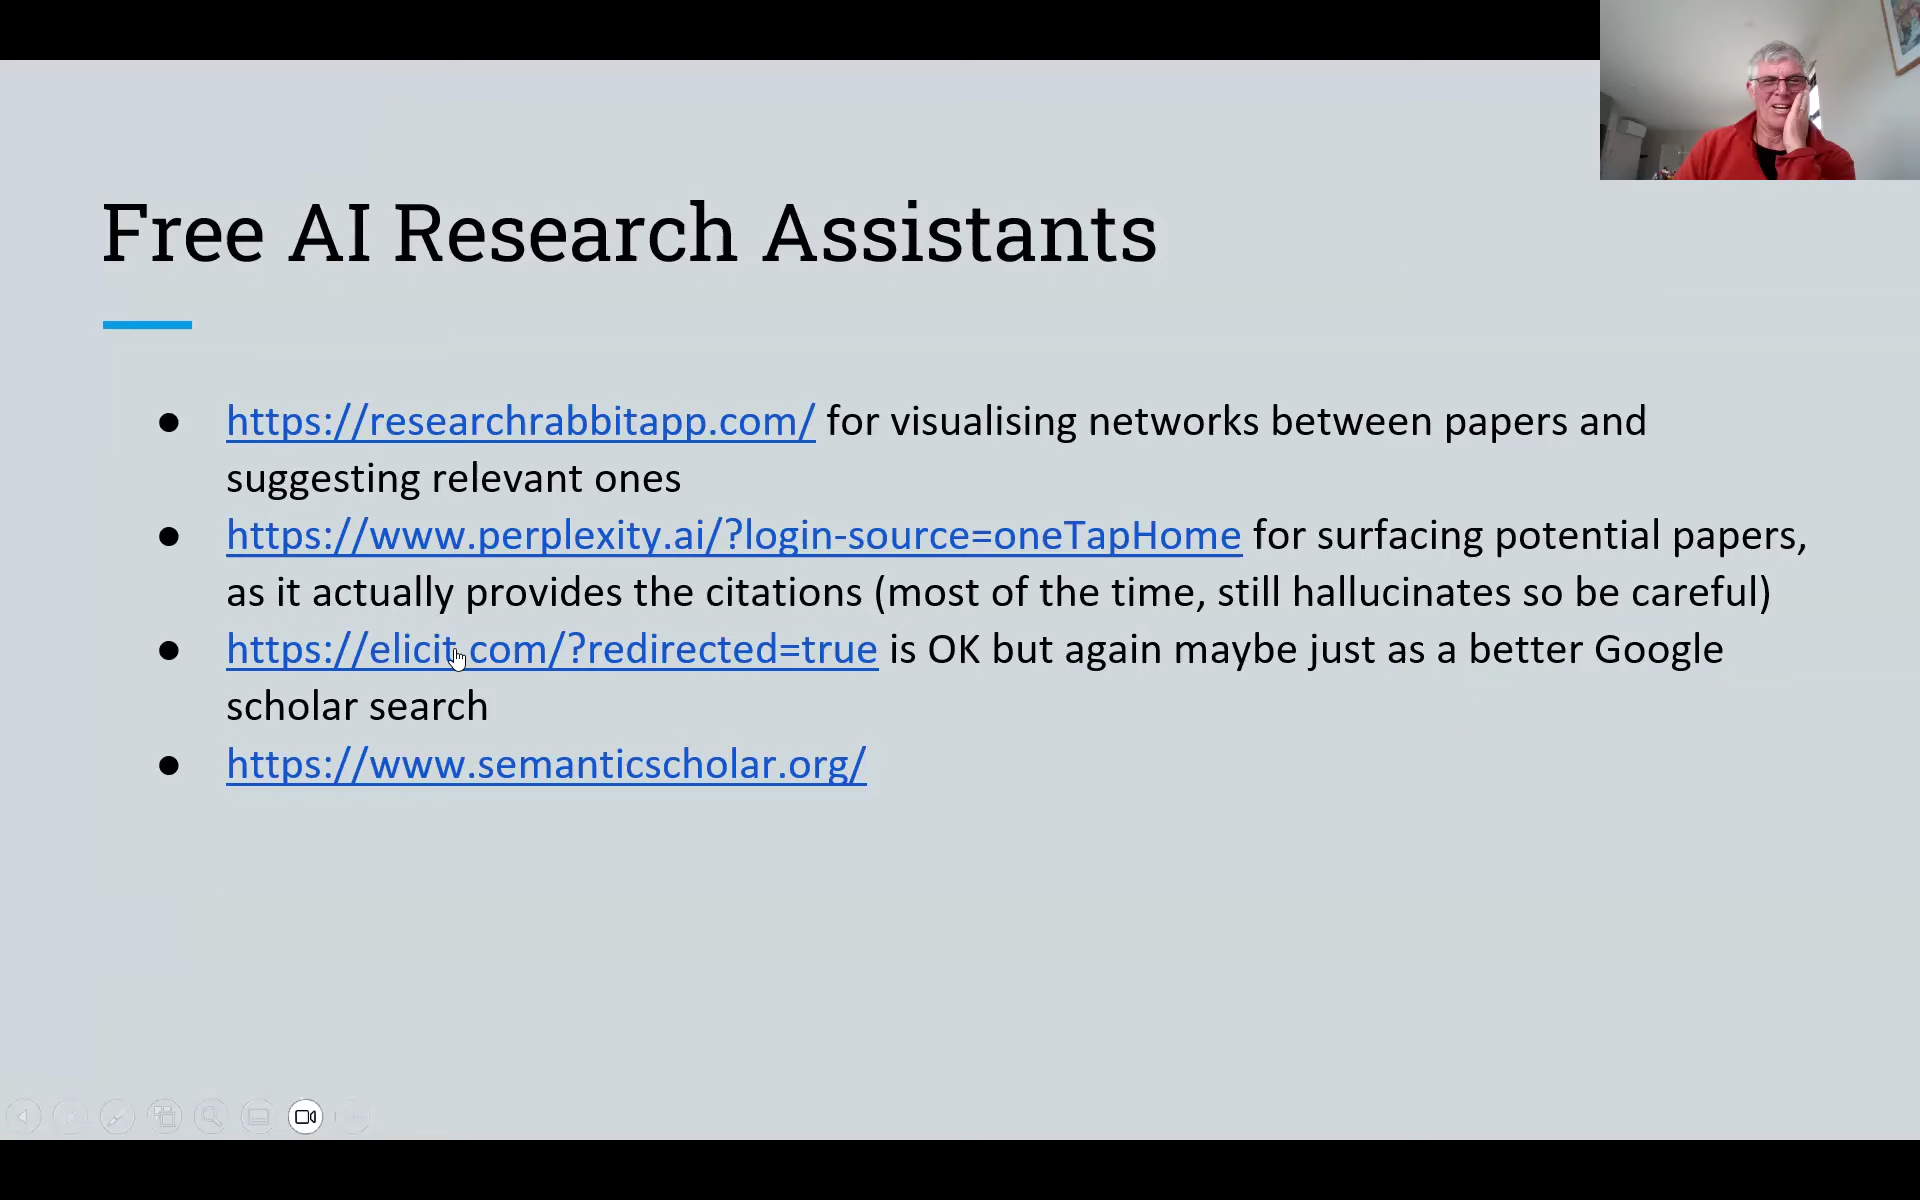 Free AI Research Assistants
● https://researchrabbitapp.com/ for visualising networks between papers and
suggesting relevant ones
● https://www.perplexity.ai/?login-source=oneTapHome for surfacing potential papers,
as it actually provides the citations (most of the time, still hallucinates so be careful)
● https://elicit.com/?redirected=true is OK but again maybe just as a better Google
scholar search
● https://www.semanticscholar.org/